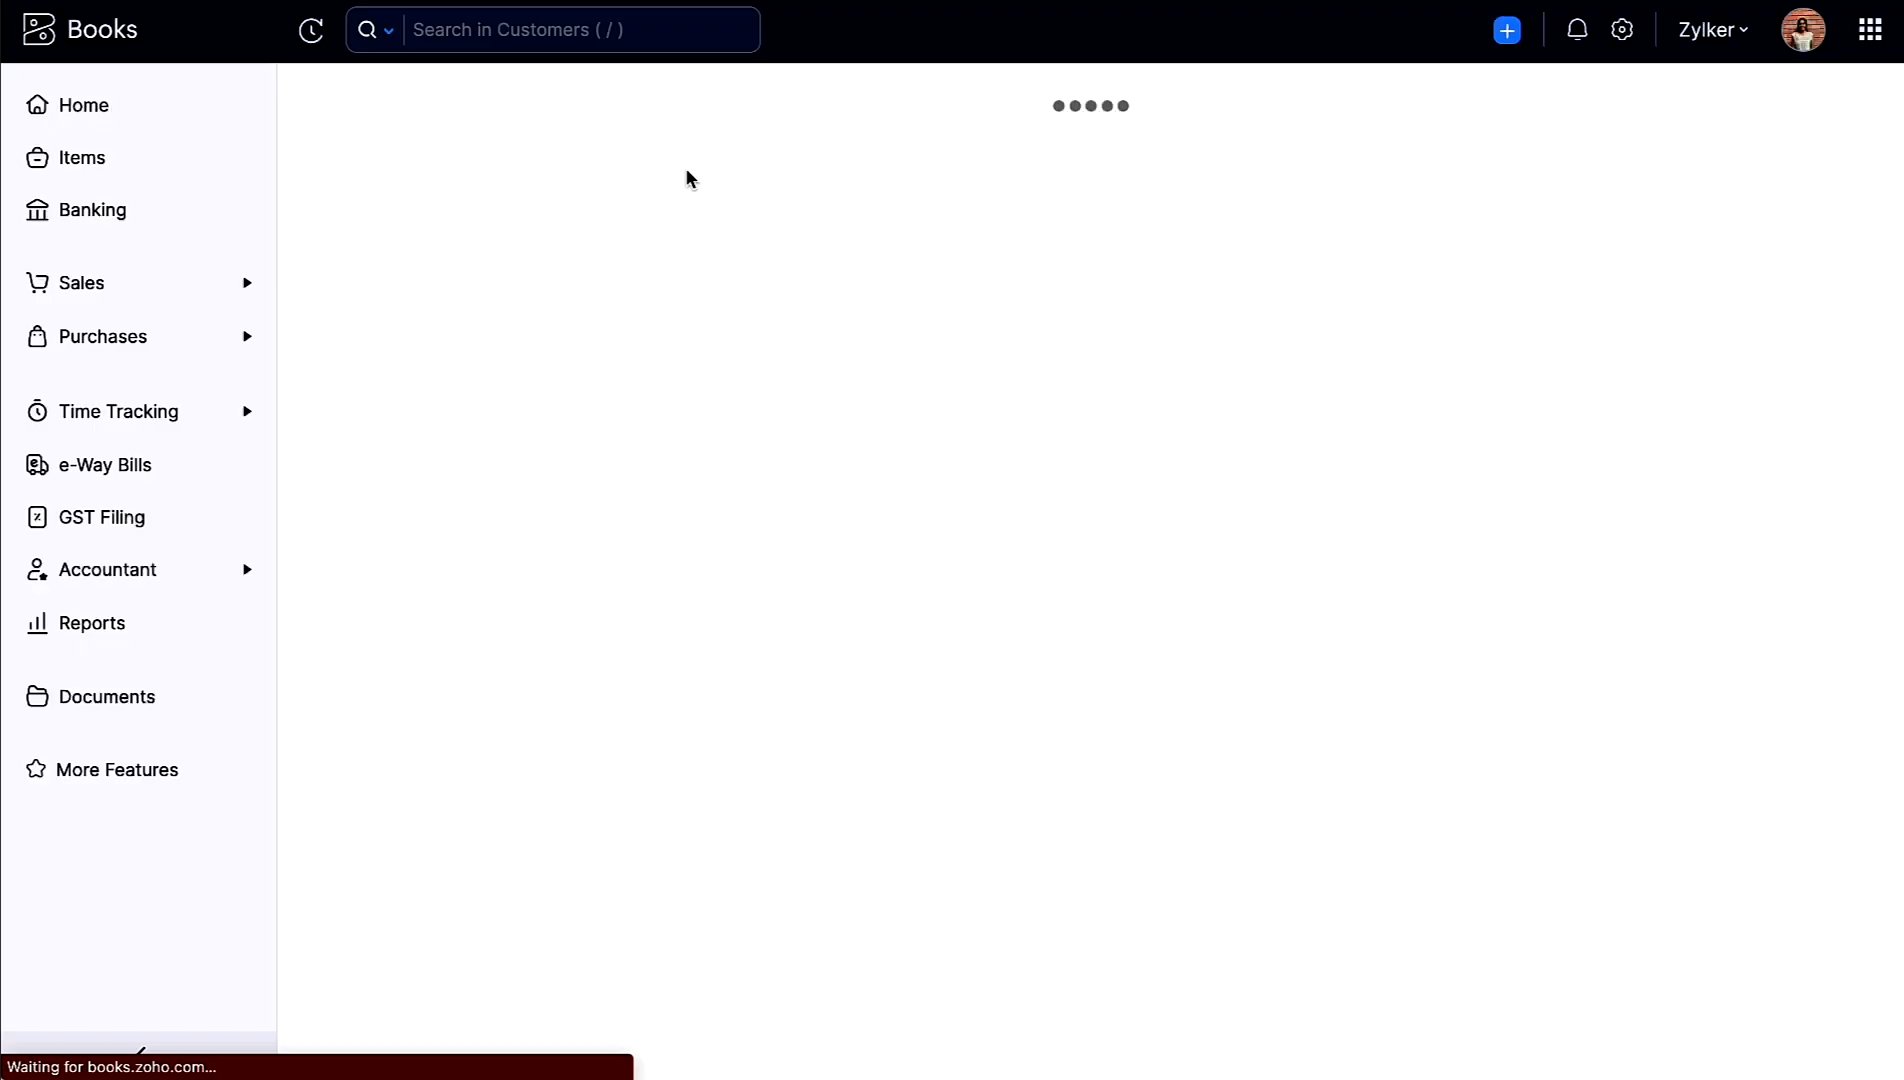 Books
Search in Customers ( / )
Zylker
Home
Items
Banking
Sales
Purchases
Time Tracking
e-Way Bills
GST Filing
Accountant
Reports
Documents
More Features
Waiting for books.zoho.com...